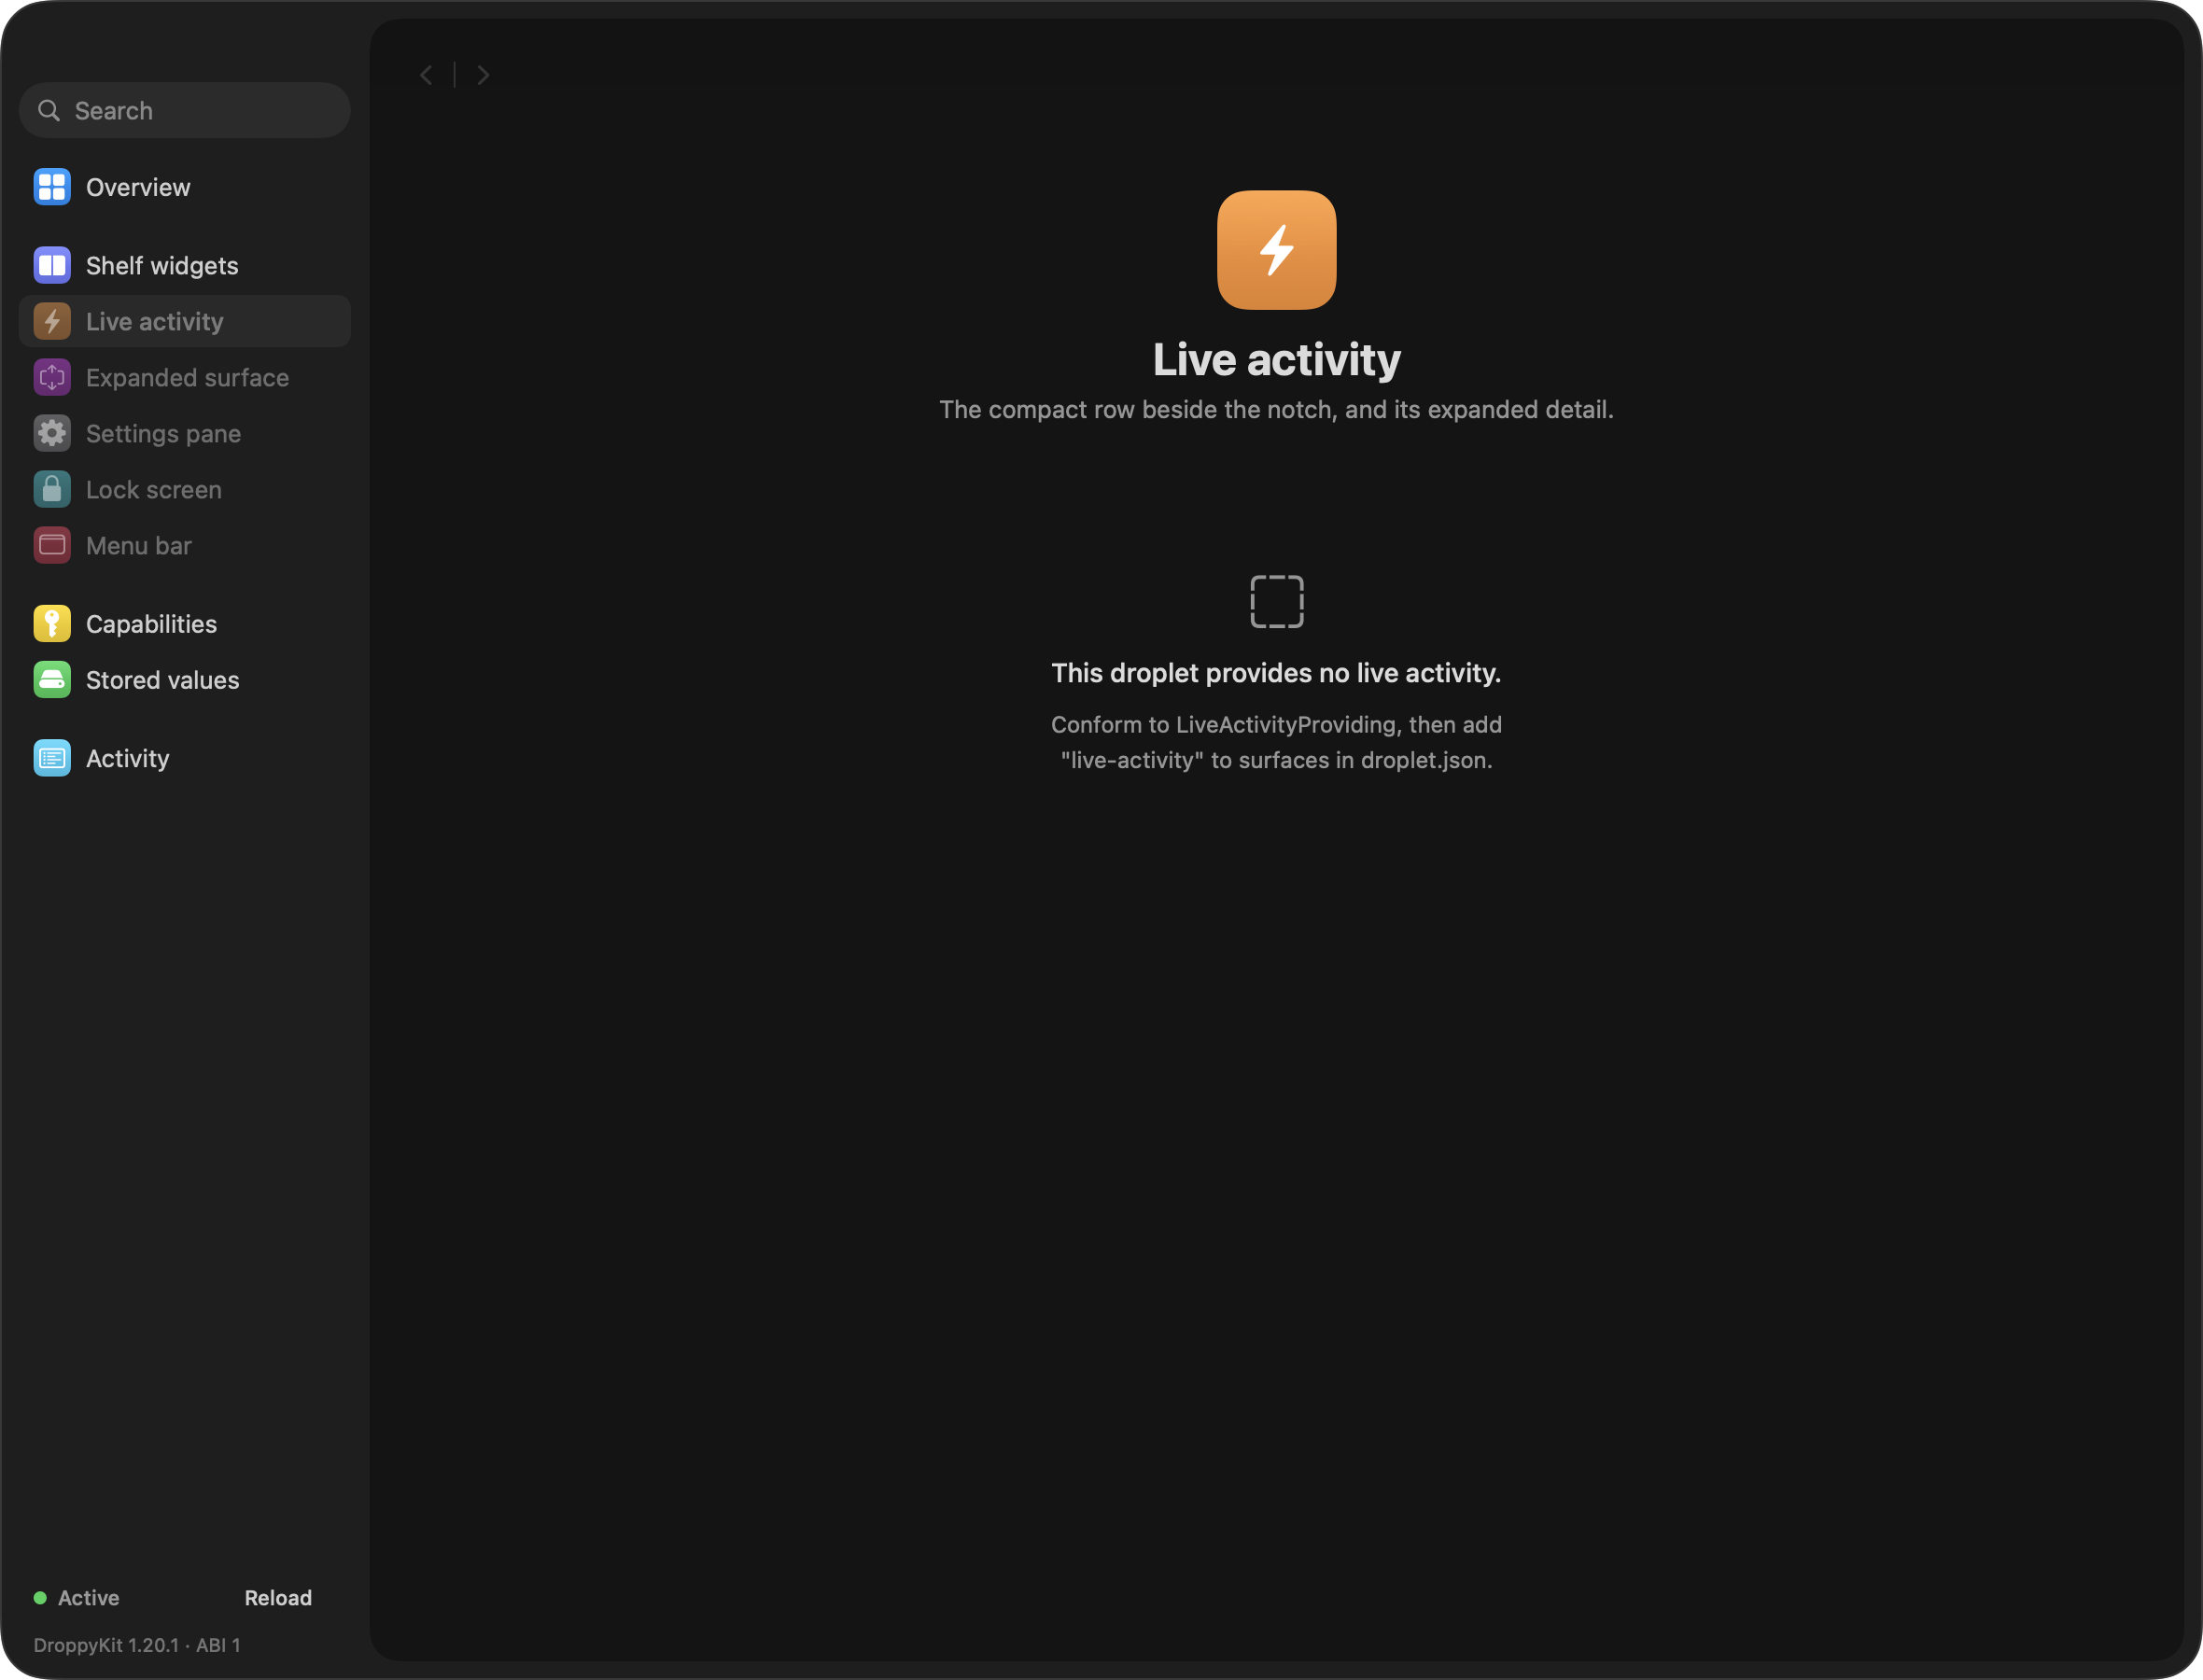 Search
Overview
Shelf widgets
Live activity
Expanded surface
Settings pane
Lock screen
Menu bar
Capabilities
Stored values
Activity
Active
Reload
DroppyKit 1.20.1 · ABI 1
Live activity
The compact row beside the notch, and its expanded detail.
This droplet provides no live activity.
Conform to LiveActivityProviding, then add
"live-activity" to surfaces in droplet.json.